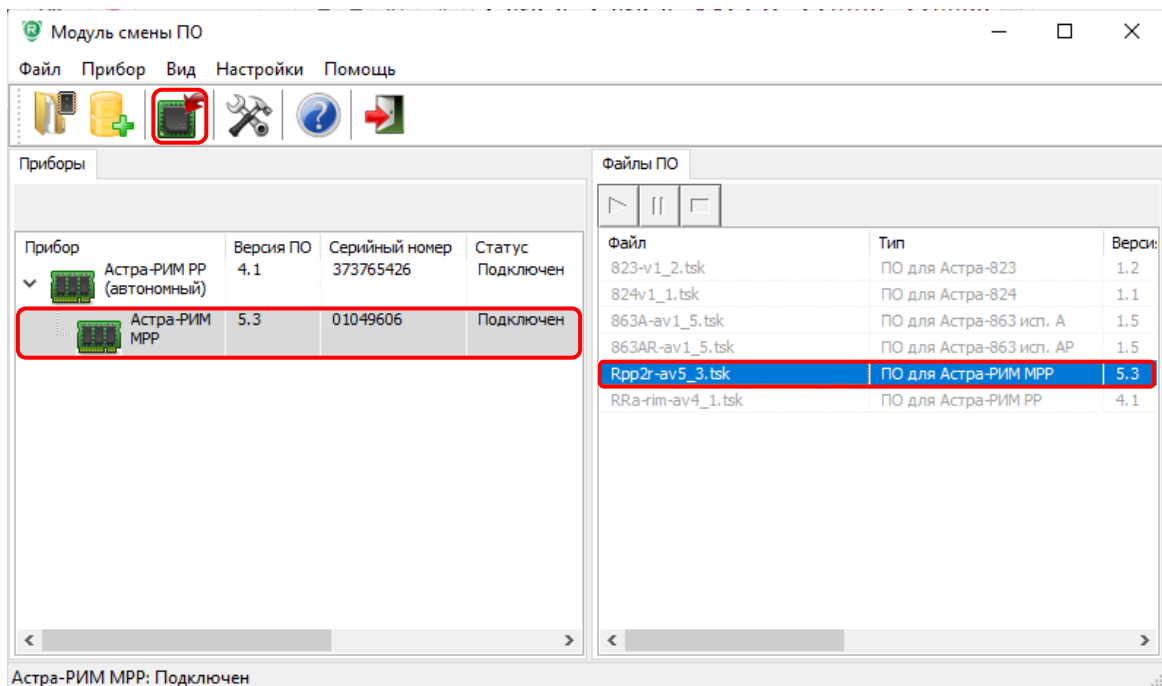 Модуль смены ПО
Файл Прибор Вид Настройки Помощь
Приборы
Файлы ПО
Прибор Версия ПО Серийный номер Статус
Астра-РИМ РР 4.1 373765426 Подключен
(автономный)
Астра-РИМ 5.3 01049606 Подключен
МРР
Файл Тип
823-v1_2.tsk ПО для Астра-823 1.2
824v1_1.tsk ПО для Астра-824 1.1
863A-av1_5.tsk ПО для Астра-863 исп. А 1.5
863AR-av1_5.tsk ПО для Астра-863 исп. АР 1.5
Rpp2r-av5_3.tsk ПО для Астра-РИМ МРР 5.3
RRa-rim-av4_1.tsk ПО для Астра-РИМ РР 4.1
Астра-РИМ МРР: Подключен